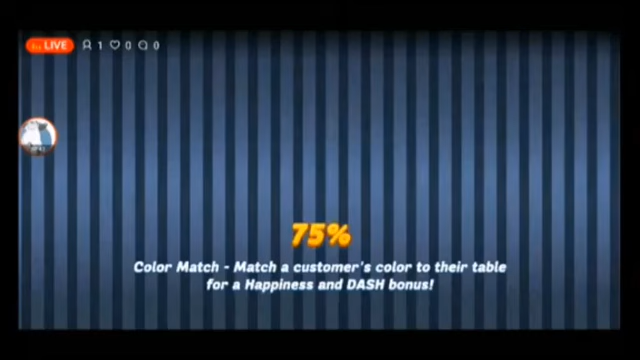 LIVE 1 0 0
75%
Color Match - Match a customer's color to their table
for a Happiness and DASH bonus!